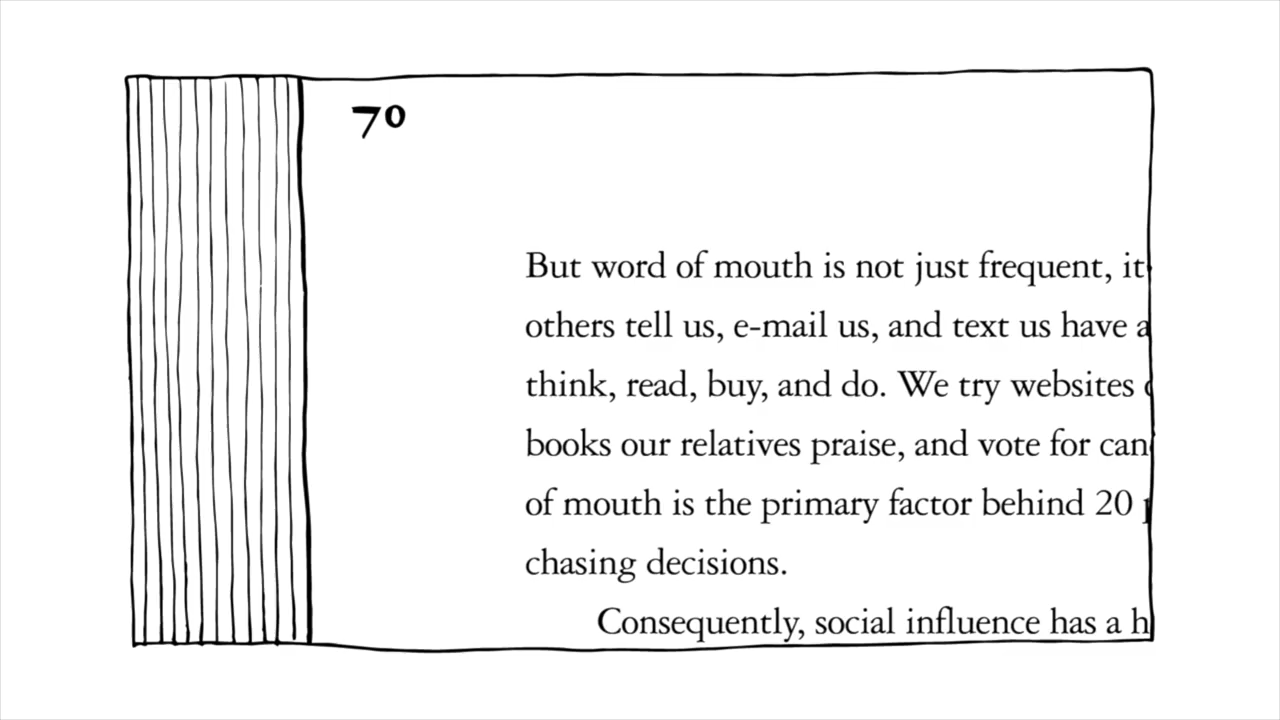 70
But word of mouth is not just frequent, it
others tell us, e-mail us, and text us have a
think, read, buy, and do. We try websites
books our relatives praise, and vote for can
of mouth is the primary factor behind 20
chasing decisions.
Consequently, social influence has a h